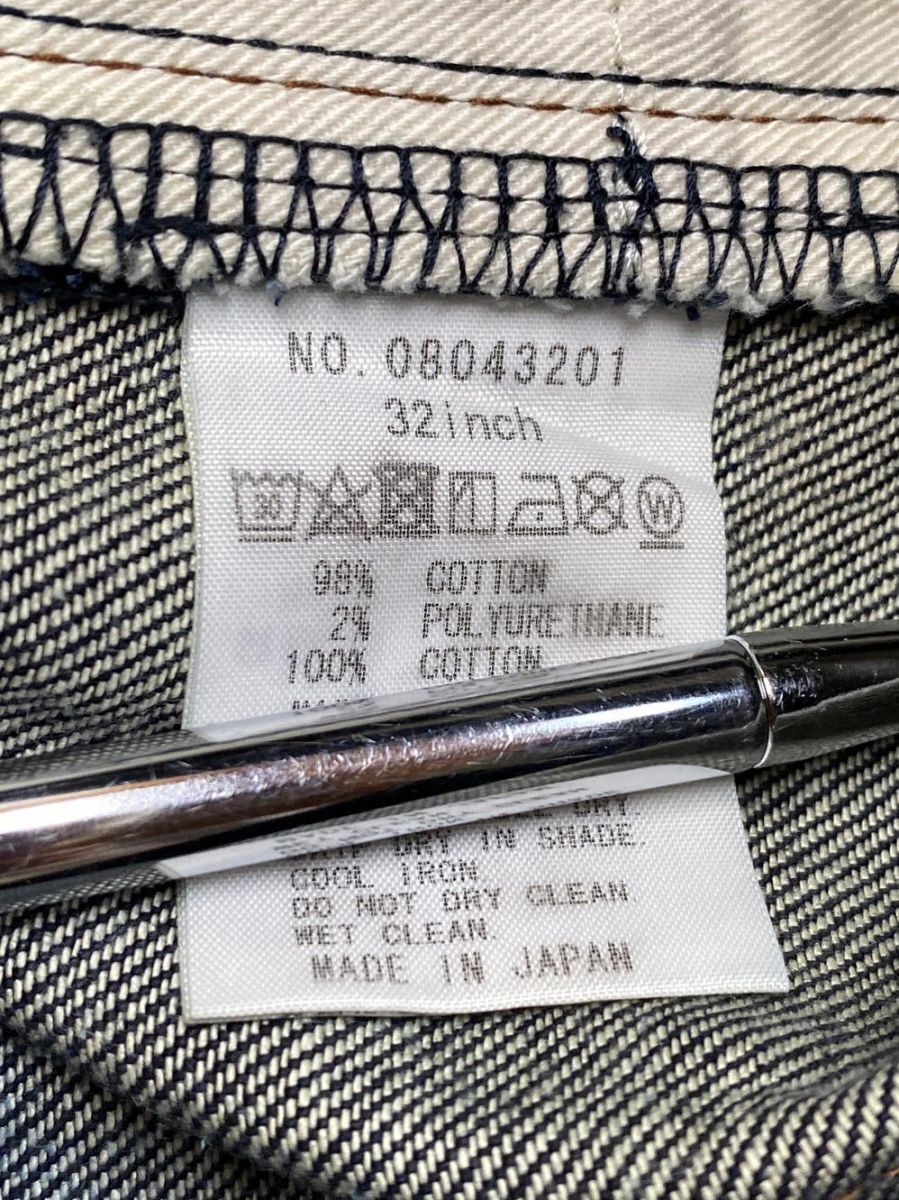 NO. 08043201
32inch
W
98% COTTON
2% POLYURETHANE
100% COTTON
DRY.
DRY IN SHADE.
COOL IRON
DO NOT DRY CLEAN.
WET CLEAN.
MADE IN JAPAN